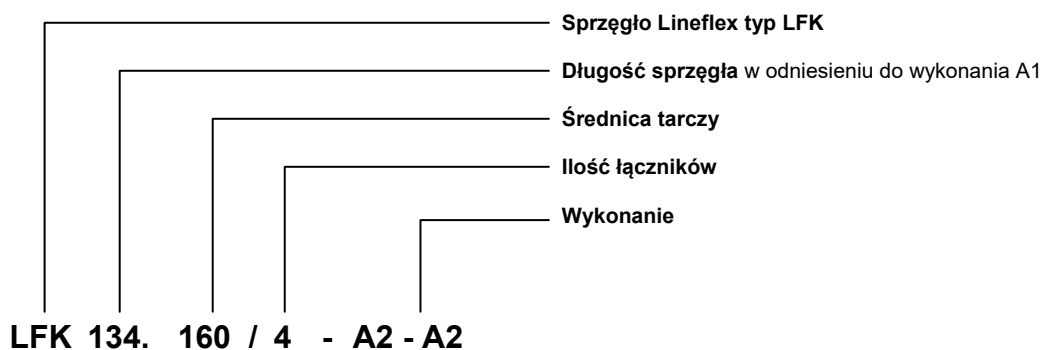 Sprzęgło Lineflex typ LFK
Długość sprzęgła w odniesieniu do wykonania A1
Średnica tarczy
Ilość łączników
Wykonanie
LFK 134. 160 / 4 - A2 - A2